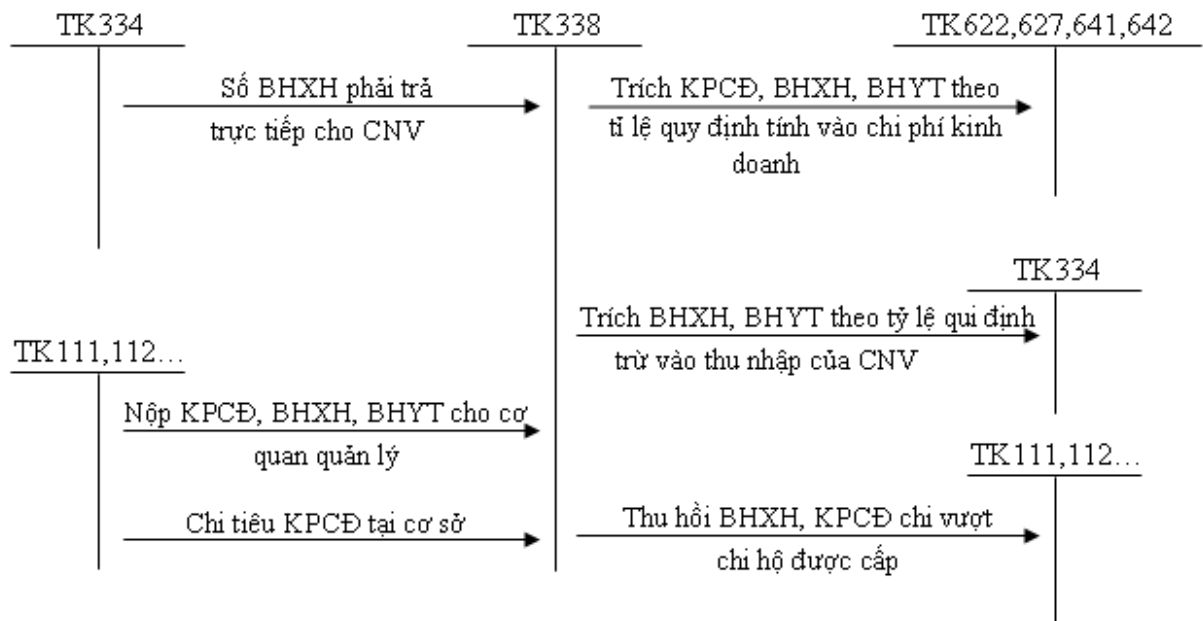 TK334
TK338
TK622,627,641,642
Số BHXH phải trả
trực tiếp cho CNV
Trích KPCĐ, BHXH, BHYT theo
tỉ lệ quy định tính vào chi phí kinh
doanh
TK334
Trích BHXH, BHYT theo tỷ lệ qui định
trừ vào thu nhập của CNV
TK111,112...
Nộp KPCĐ, BHXH, BHYT cho cơ
quan quản lý
TK111,112...
Chi tiêu KPCĐ tại cơ sở
Thu hồi BHXH, KPCĐ chi vượt
chi hộ được cấp